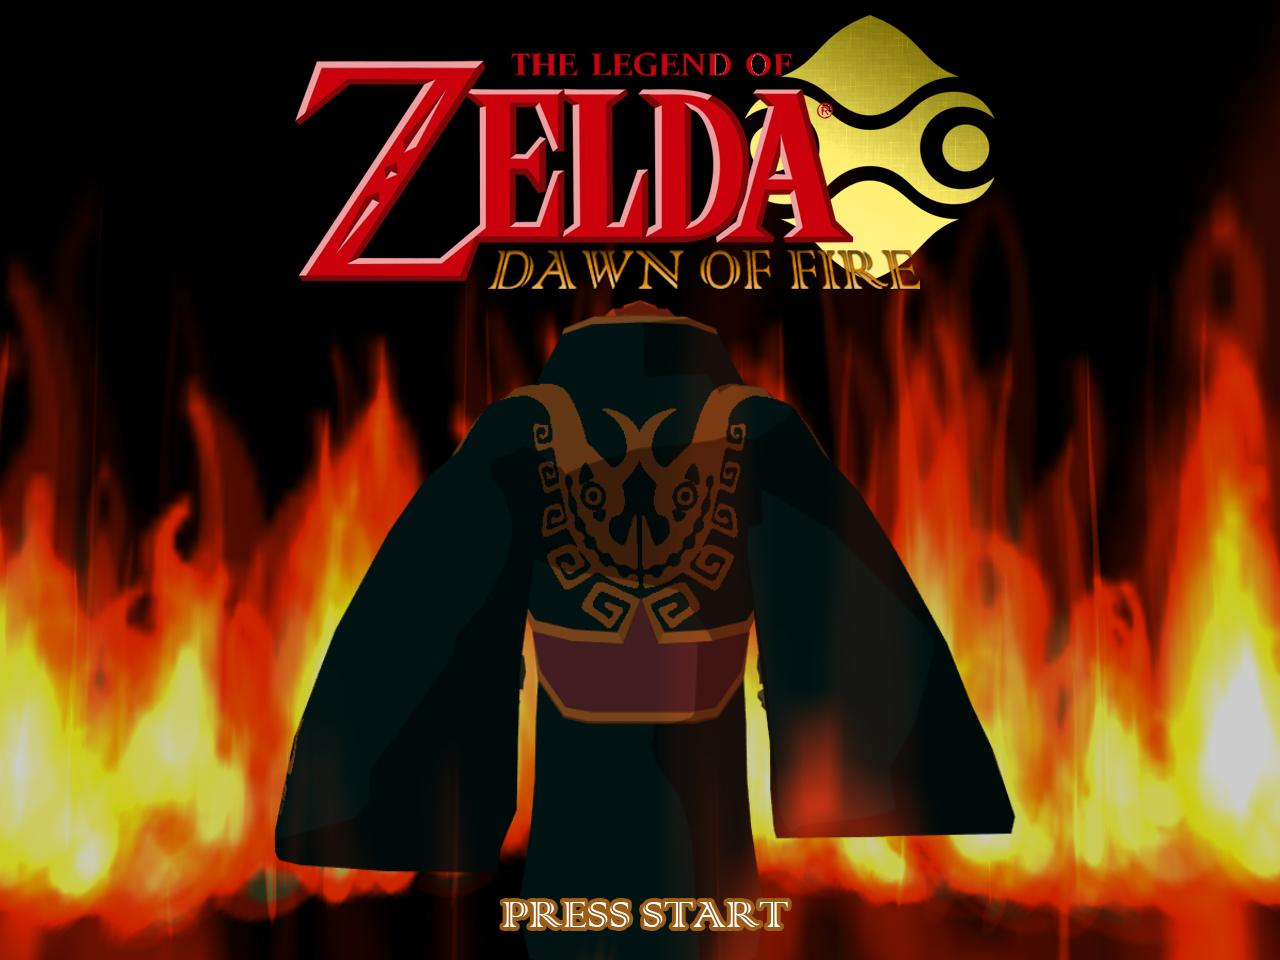 THE LEGEND OF
ZELDA®
DAWN OF FIRE
PRESS START